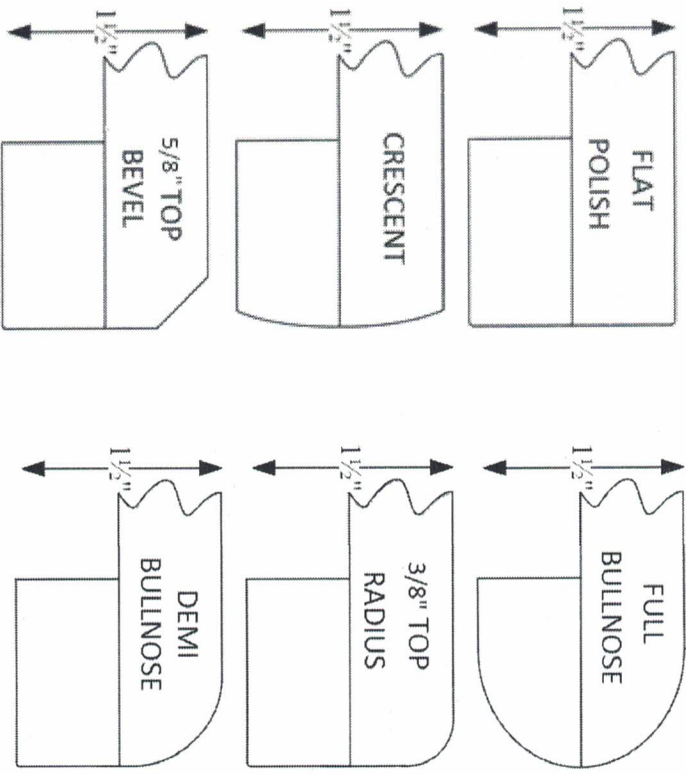 1½"
FLAT
POLISH
1½"
FULL
BULLNOSE
1½"
CRESCENT
1½"
3/8" TOP
RADIUS
1½"
5/8" TOP
BEVEL
1½"
DEMI
BULLNOSE